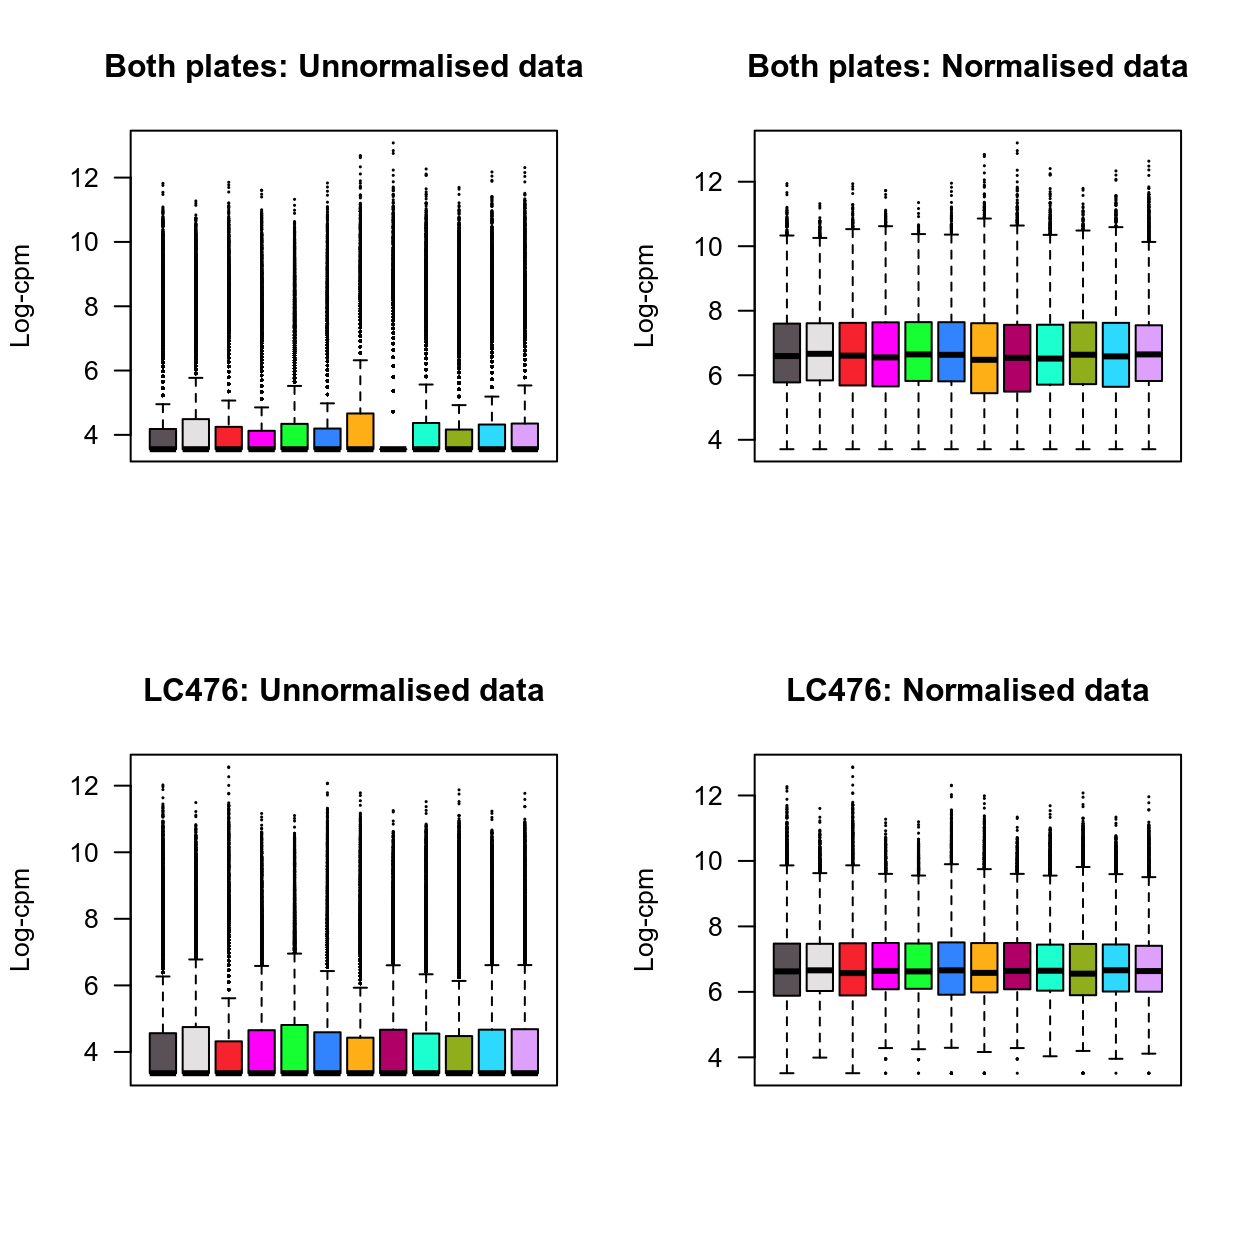 Both plates: Unnormalised data
Log-cpm
12
10
8
6
4
Both plates: Normalised data
Log-cpm
12
10
8
6
4
LC476: Unnormalised data
Log-cpm
12
10
8
6
4
LC476: Normalised data
Log-cpm
12
10
8
6
4